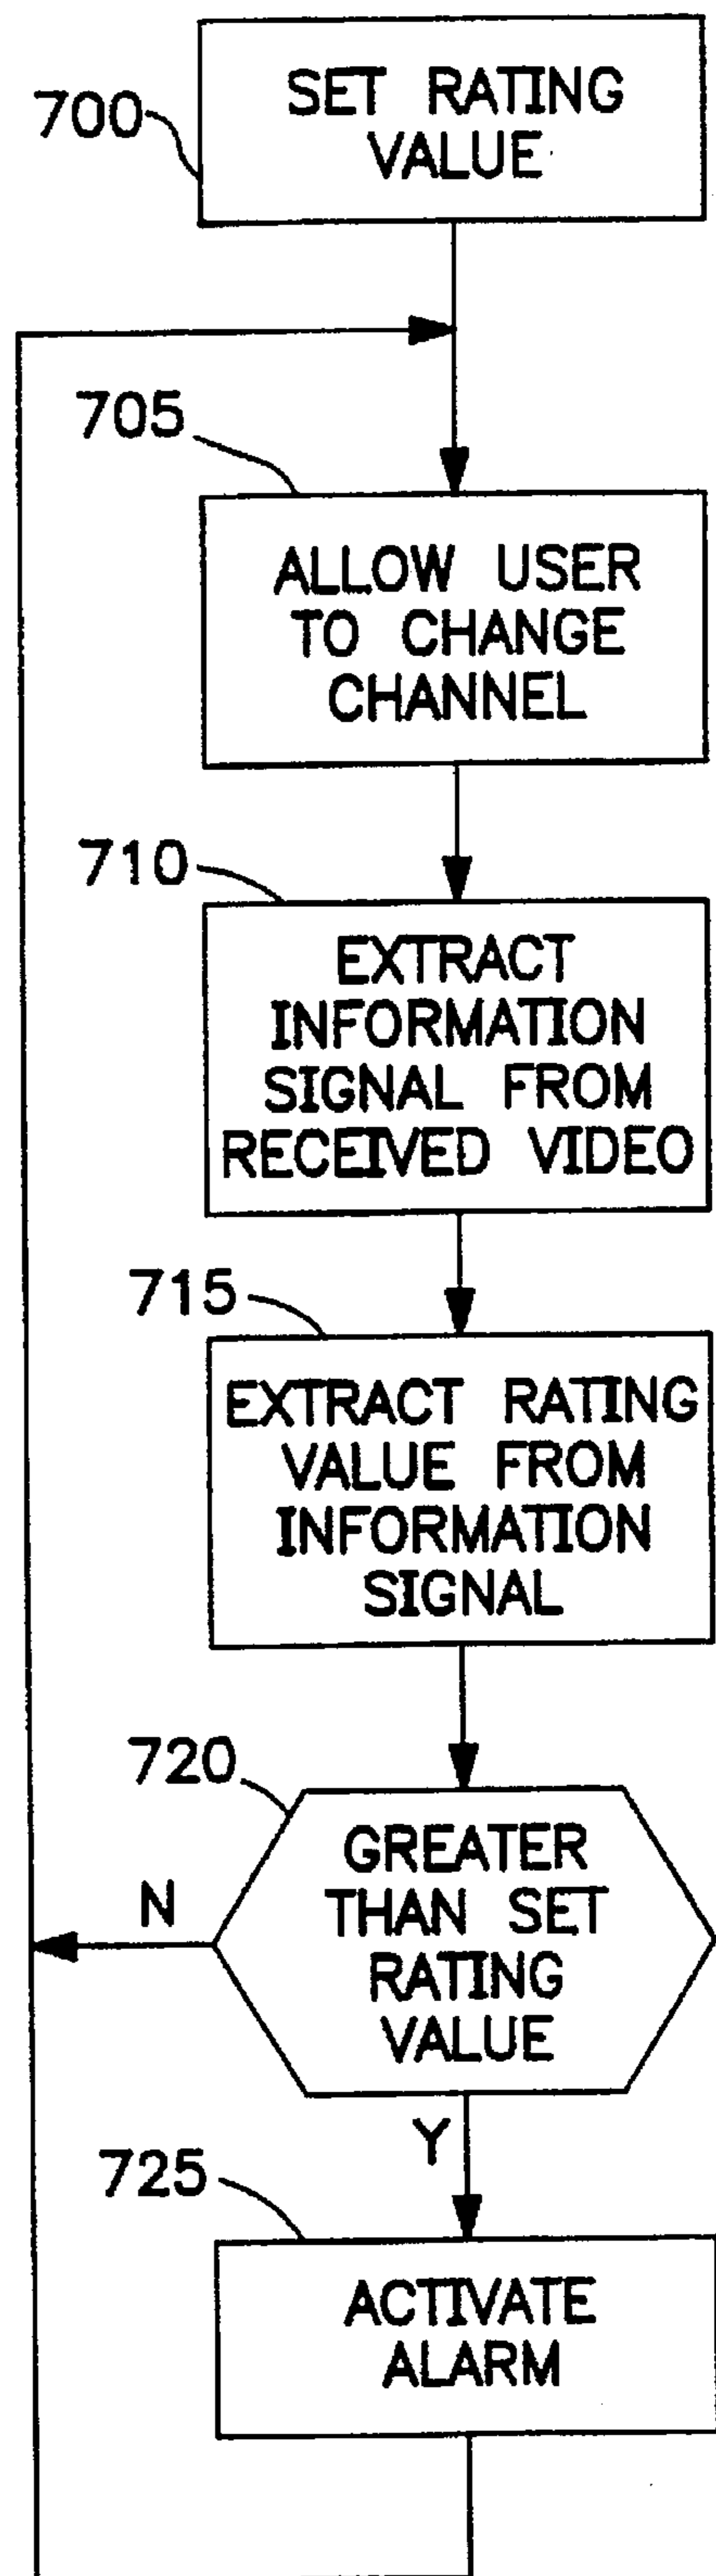 700
SET RATING
VALUE
705
ALLOW USER
TO CHANGE
CHANNEL
710
EXTRACT
INFORMATION
SIGNAL FROM
RECEIVED VIDEO
715
EXTRACT RATING
VALUE FROM
INFORMATION
SIGNAL
720
GREATER
THAN SET
RATING
VALUE
N
Y
725
ACTIVATE
ALARM